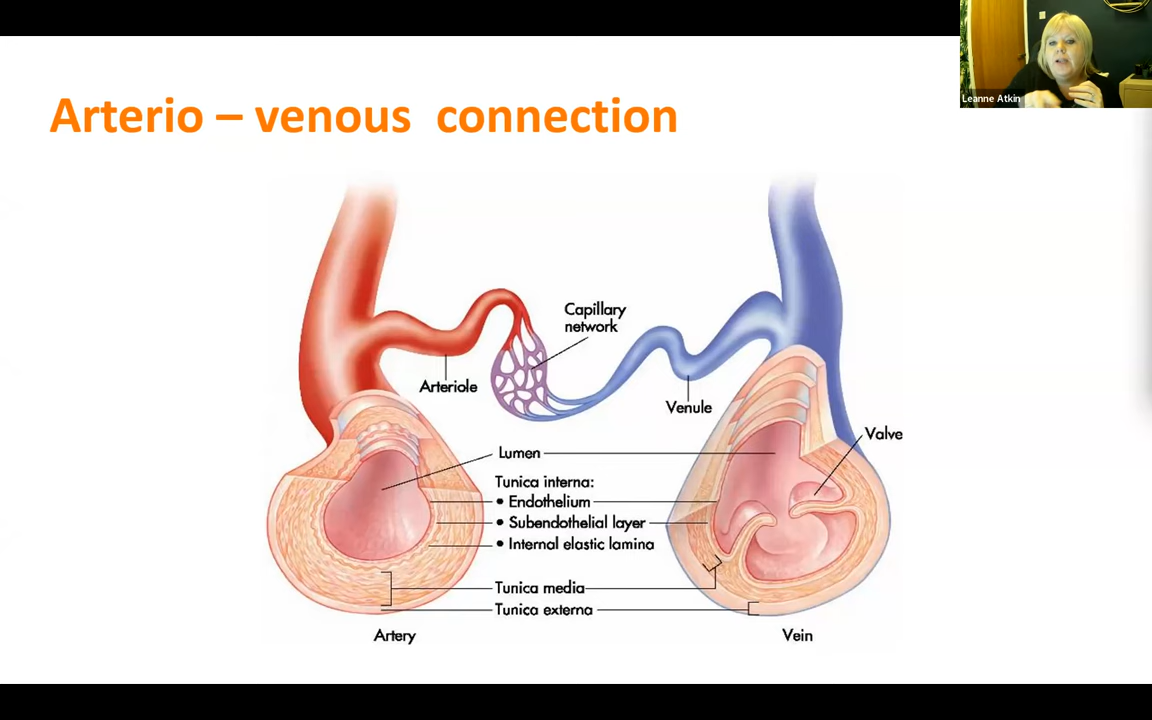 Leanne Atkin
Arterio – venous connection
Capillary
network
Arteriole
Venule
Valve
Lumen
Tunica interna:
• Endothelium
• Subendothelial layer
• Internal elastic lamina
Tunica media
Tunica externa
Artery
Vein